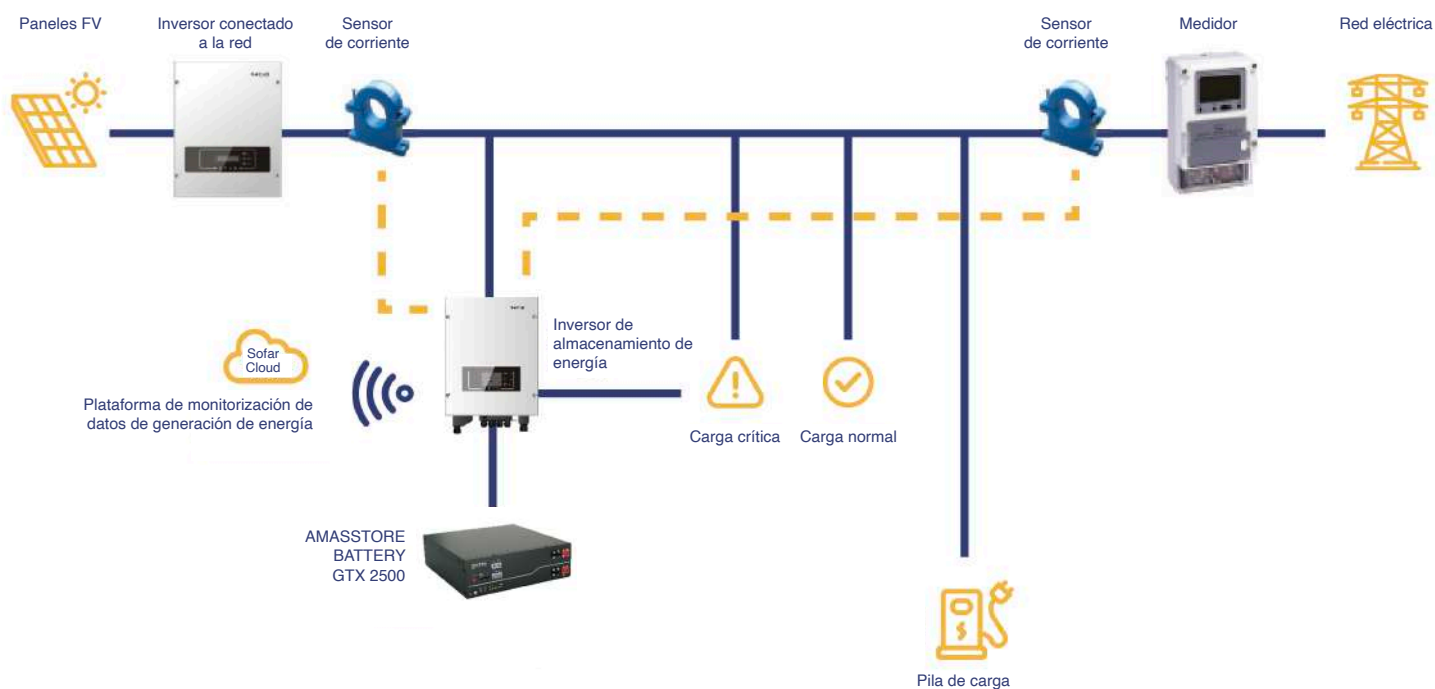 Paneles FV
Inversor conectado
a la red
Sensor
de corriente
Sensor
de corriente
Medidor
Red eléctrica
Inversor de
almacenamiento de
energía
Sofar
Cloud
Plataforma de monitorización de
datos de generación de energía
Carga crítica
Carga normal
AMASSTORE
BATTERY
GTX 2500
Pila de carga